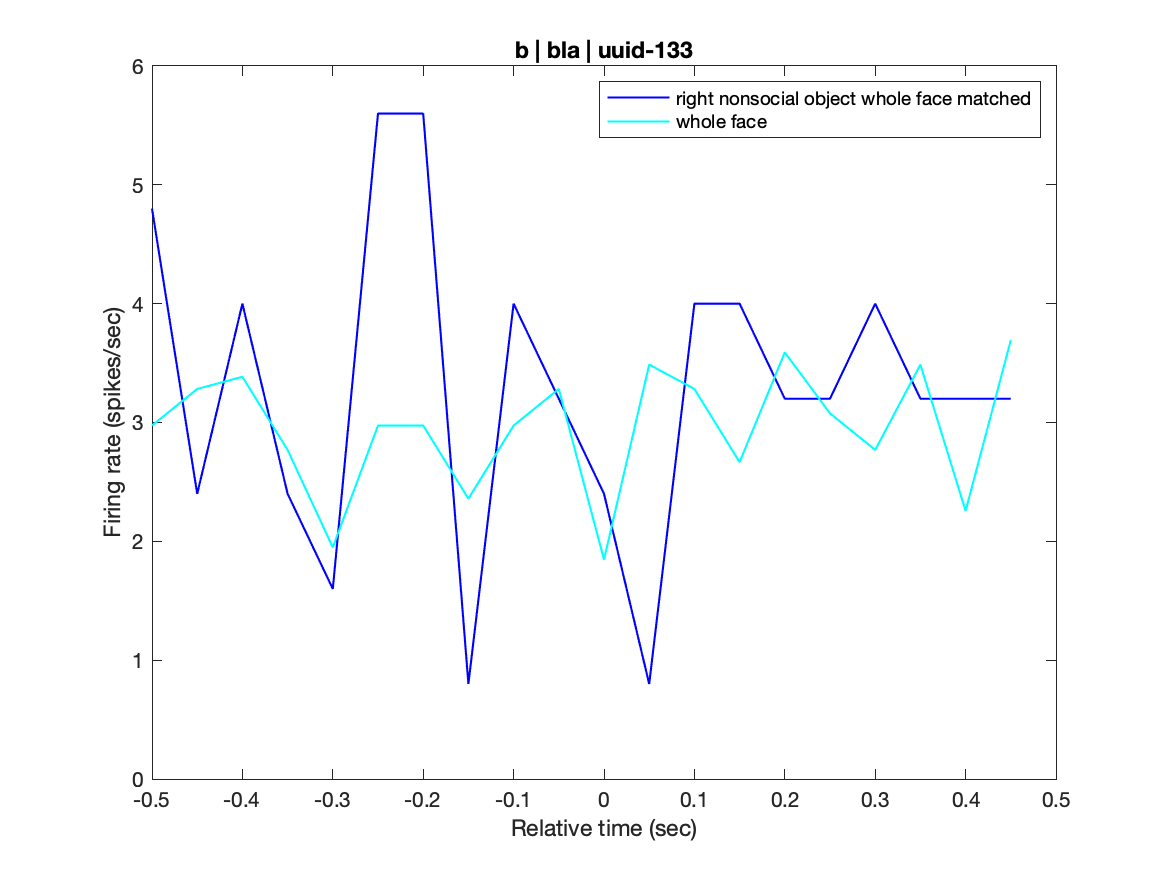 b | bla | uuid-133
right nonsocial object whole face matched
whole face
Firing rate (spikes/sec)
6
5
4
3
2
1
0
-0.5 -0.4 -0.3 -0.2 -0.1 0 0.1 0.2 0.3 0.4 0.5
Relative time (sec)